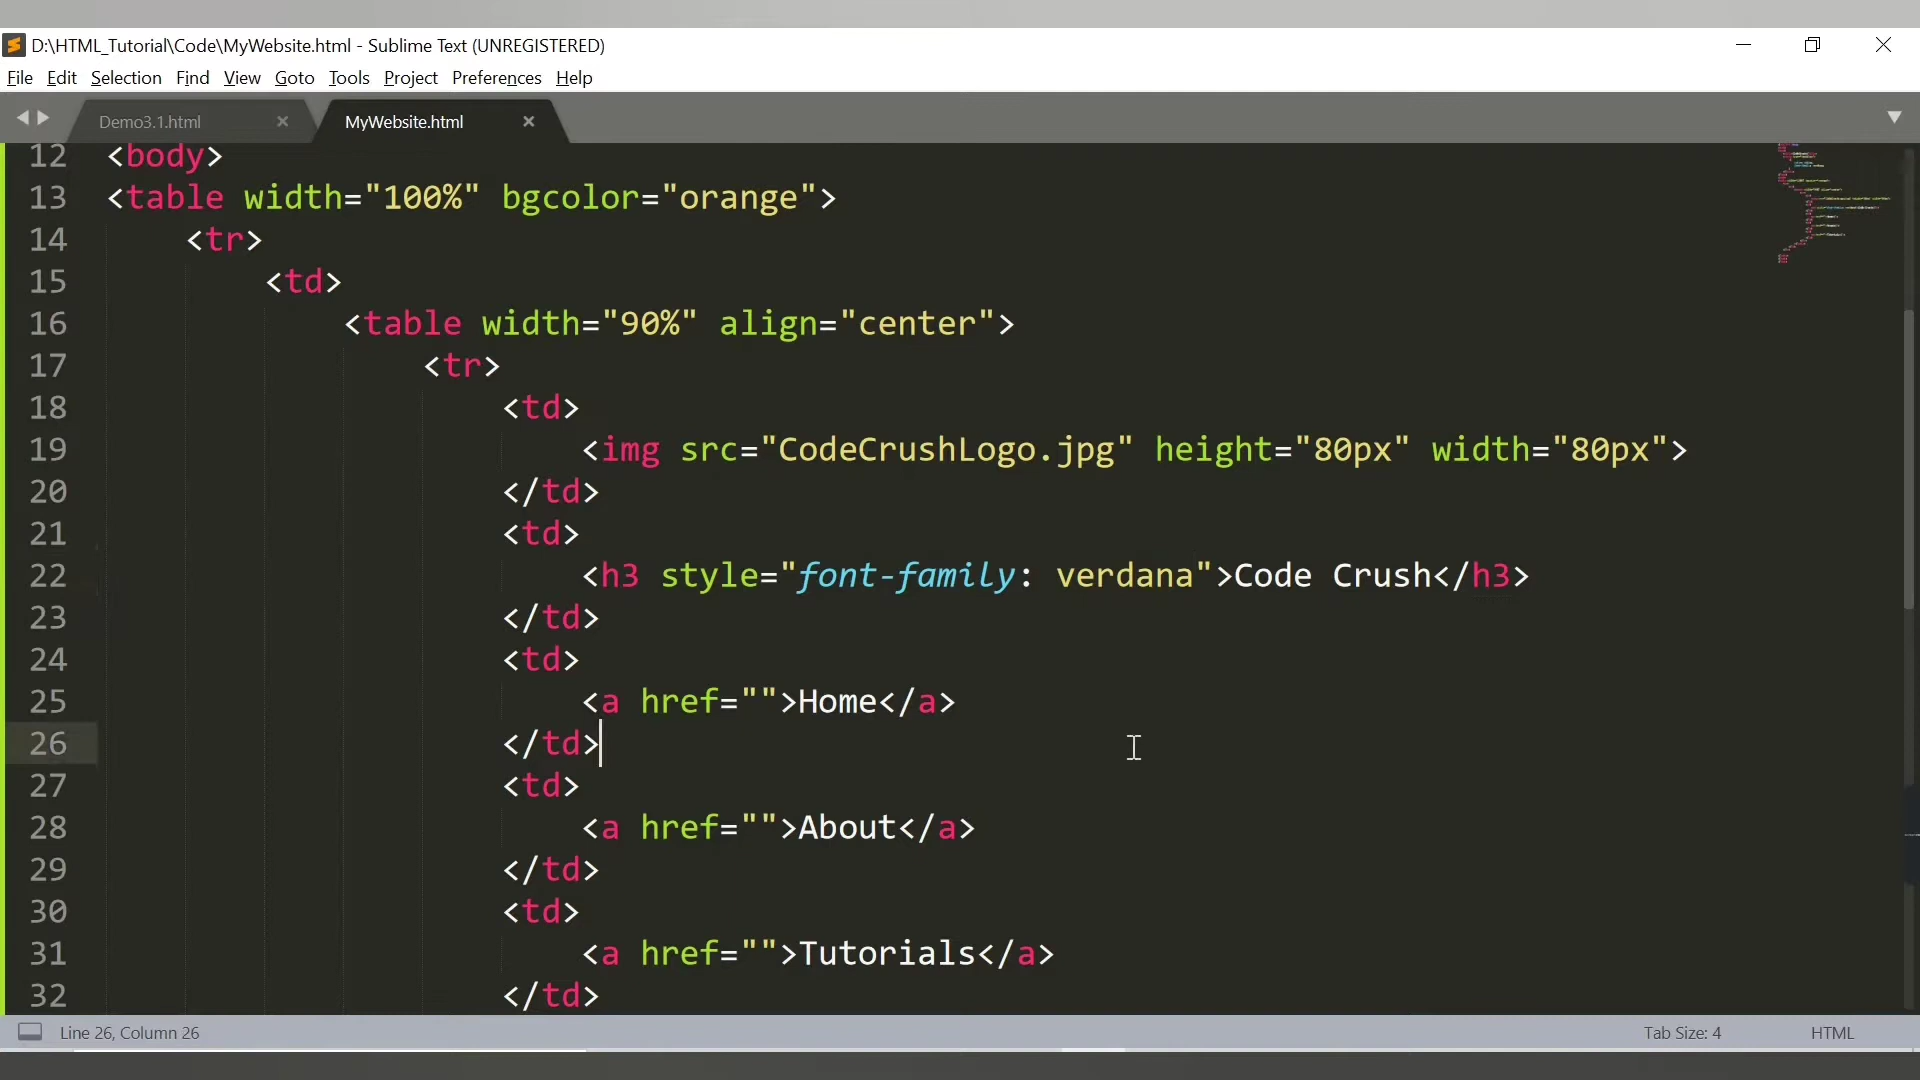 D:\HTML_Tutorial\Code\MyWebsite.html - Sublime Text (UNREGISTERED)
File Edit Selection Find View Goto Tools Project Preferences Help
Demo3.1.html MyWebsite.html
12 <body>
13 <table width="100%" bgcolor="orange">
14 <tr>
15 <td>
16 <table width="90%" align="center">
17 <tr>
18 <td>
19 <img src="CodeCrushLogo.jpg" height="80px" width="80px">
20 </td>
21 <td>
22 <h3 style="font-family: verdana">Code Crush</h3>
23 </td>
24 <td>
25 <a href="">Home</a>
26 </td>
27 <td>
28 <a href="">About</a>
29 </td>
30 <td>
31 <a href="">Tutorials</a>
32 </td>
Line 26, Column 26 Tab Size: 4 HTML